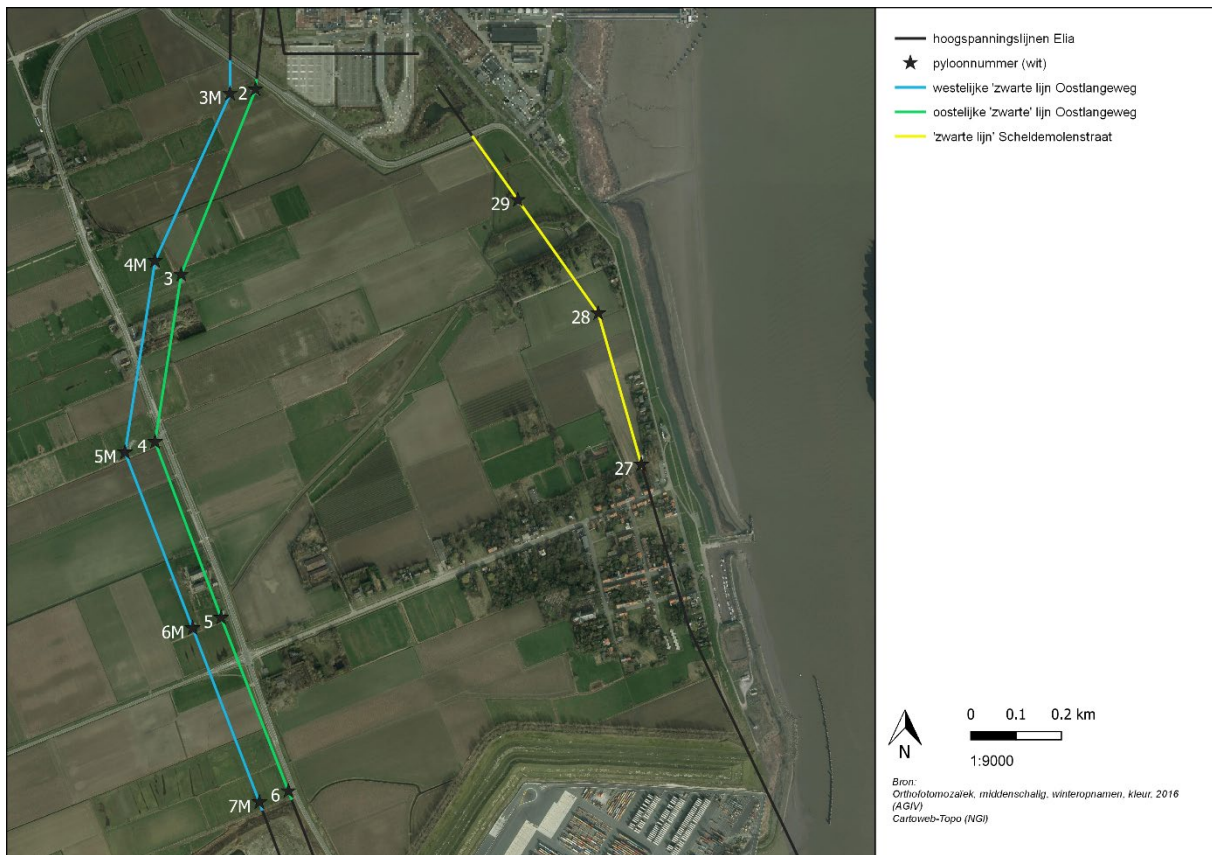 hoogspanningslijnen Elia
pyloonnummer (wit)
westelijke 'zwarte lijn Oostlangeweg
oostelijke 'zwarte' lijn Oostlangeweg
'zwarte lijn' Scheldemolenstraat
3M
2
29
4M
3
28
4
5M
27
5
6M
6
7M
0 0.1 0.2 km
1:9000
N
Bron:
Orthofotomozaïek, middenschalig, winteropnamen, kleur, 2016
(AGIV)
Cartoweb-Topo (NGI)